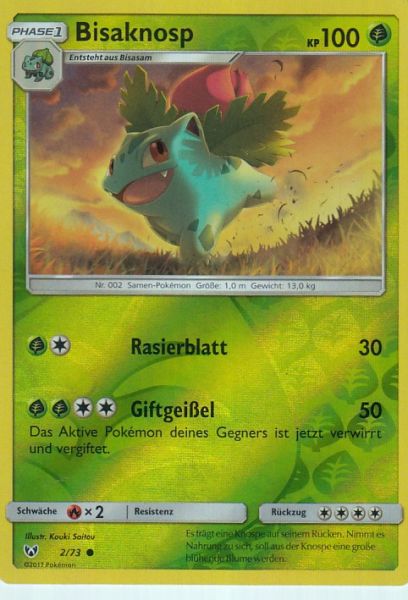 PHASE 1 Bisaknosp KP 100
Entsteht aus Bisasam
Nr. 002 Samen-Pokémon Größe: 1,0 m Gewicht: 13,0 kg
Rasierblatt 30
Giftgeißel 50
Das Aktive Pokémon deines Gegners ist jetzt verwirrt
und vergiftet.
Schwäche ×2 Resistenz Rückzug
Illustr. Kouki Saitou
2/73
©2017 Pokémon
Es trägt eine Knospe auf seinem Rücken. Nimmt es
Nahrung zu sich, soll aus der Knospe eine große
blühende Blume entstehen.